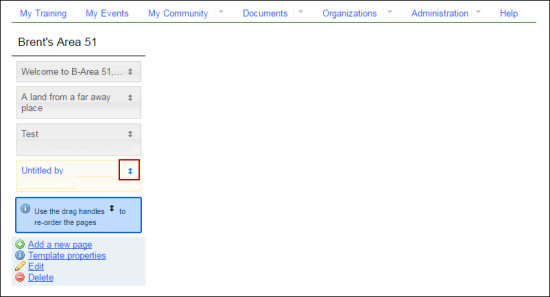 My Training My Events My Community Documents Organizations Administration Help
Brent's Area 51
Welcome to B-Area 51,...
A land from a far away
place
Test
Untitled by
Use the drag handles ↕ to
re-order the pages
Add a new page
Template properties
Edit
Delete